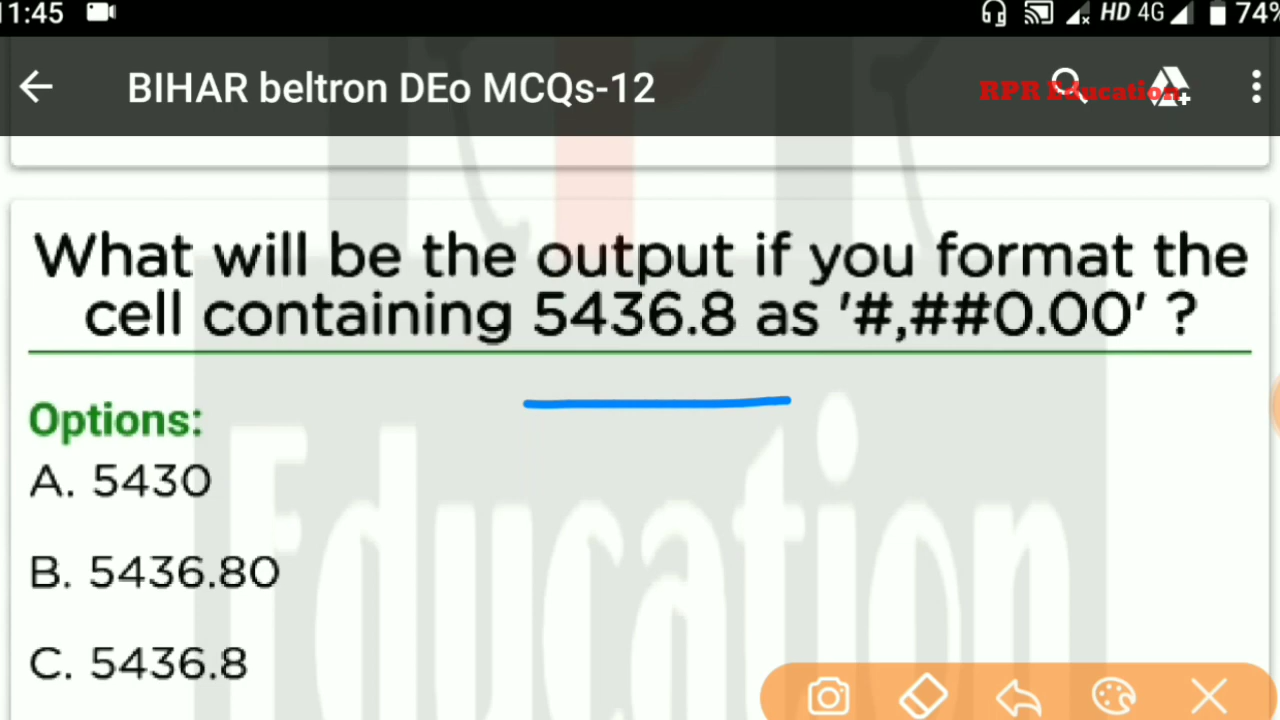 11:45 HD 4G 74%
BIHAR beltron DEo MCQs-12 RPR Education
What will be the output if you format the
cell containing 5436.8 as '#,##0.00' ?
Options:
A. 5430
B. 5436.80
C. 5436.8
Education